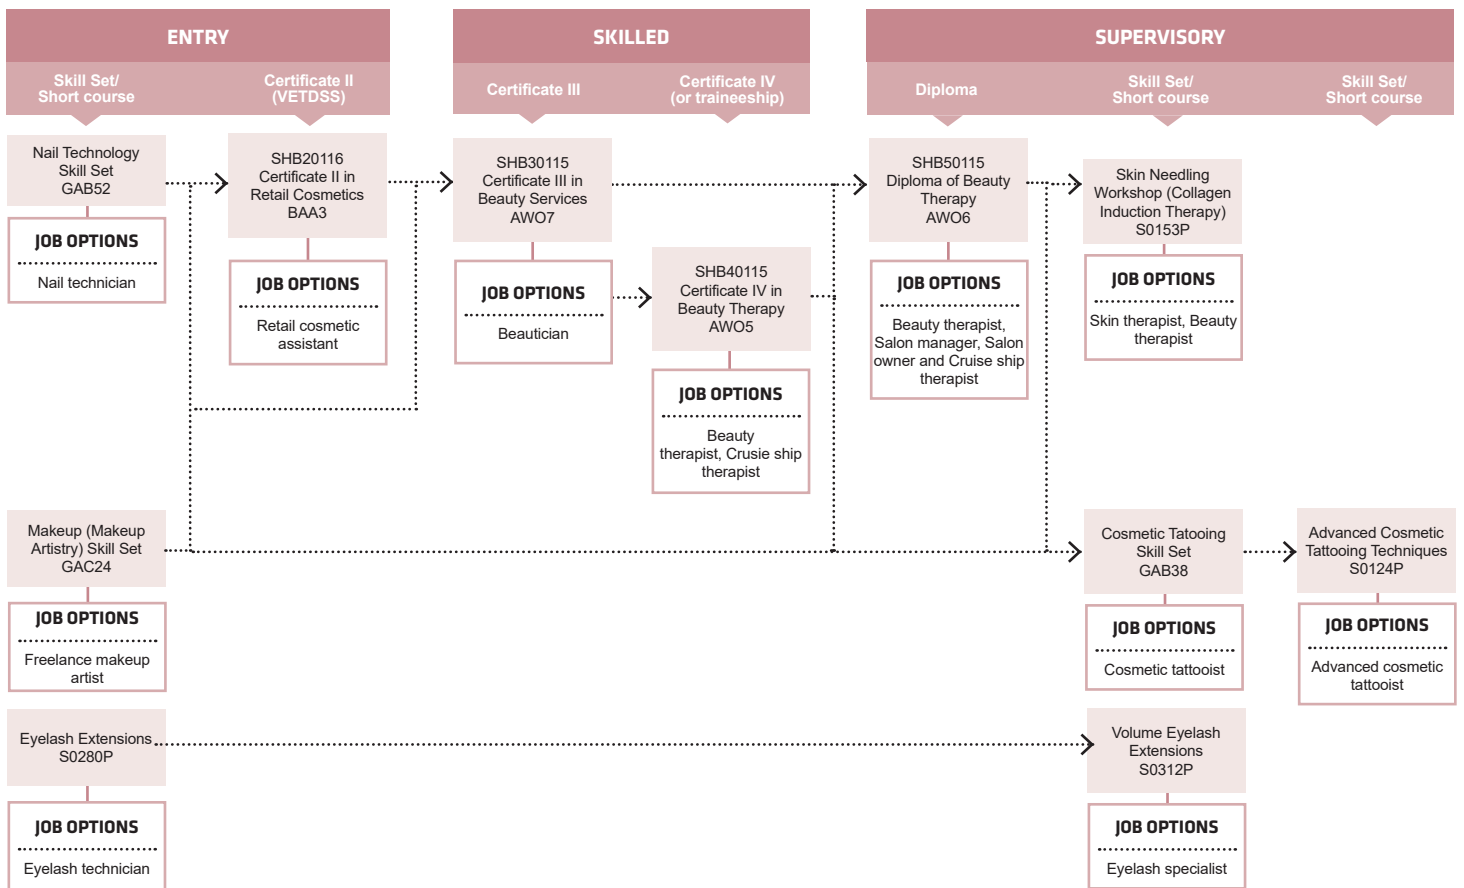 ENTRY
SKILLED
SUPERVISORY
Skill Set/
Short course
Certificate II
(VETDSS)
Certificate III
Certificate IV
(or traineeship)
Diploma
Skill Set/
Short course
Skill Set/
Short course
Nail Technology
Skill Set
GAB52
JOB OPTIONS
Nail technician
SHB20116
Certificate II in
Retail Cosmetics
BAA3
JOB OPTIONS
Retail cosmetic
assistant
SHB30115
Certificate III in
Beauty Services
AWO7
JOB OPTIONS
Beautician
SHB40115
Certificate IV in
Beauty Therapy
AWO5
JOB OPTIONS
Beauty
therapist, Crusie ship
therapist
SHB50115
Diploma of Beauty
Therapy
AWO6
JOB OPTIONS
Beauty therapist,
Salon manager, Salon
owner and Cruise ship
therapist
Skin Needling
Workshop (Collagen
Induction Therapy)
S0153P
JOB OPTIONS
Skin therapist, Beauty
therapist
Makeup (Makeup
Artistry) Skill Set
GAC24
JOB OPTIONS
Freelance makeup
artist
Cosmetic Tatooing
Skill Set
GAB38
JOB OPTIONS
Cosmetic tattooist
Advanced Cosmetic
Tattooing Techniques
S0124P
JOB OPTIONS
Advanced cosmetic
tattooist
Eyelash Extensions
S0280P
JOB OPTIONS
Eyelash technician
Volume Eyelash
Extensions
S0312P
JOB OPTIONS
Eyelash specialist